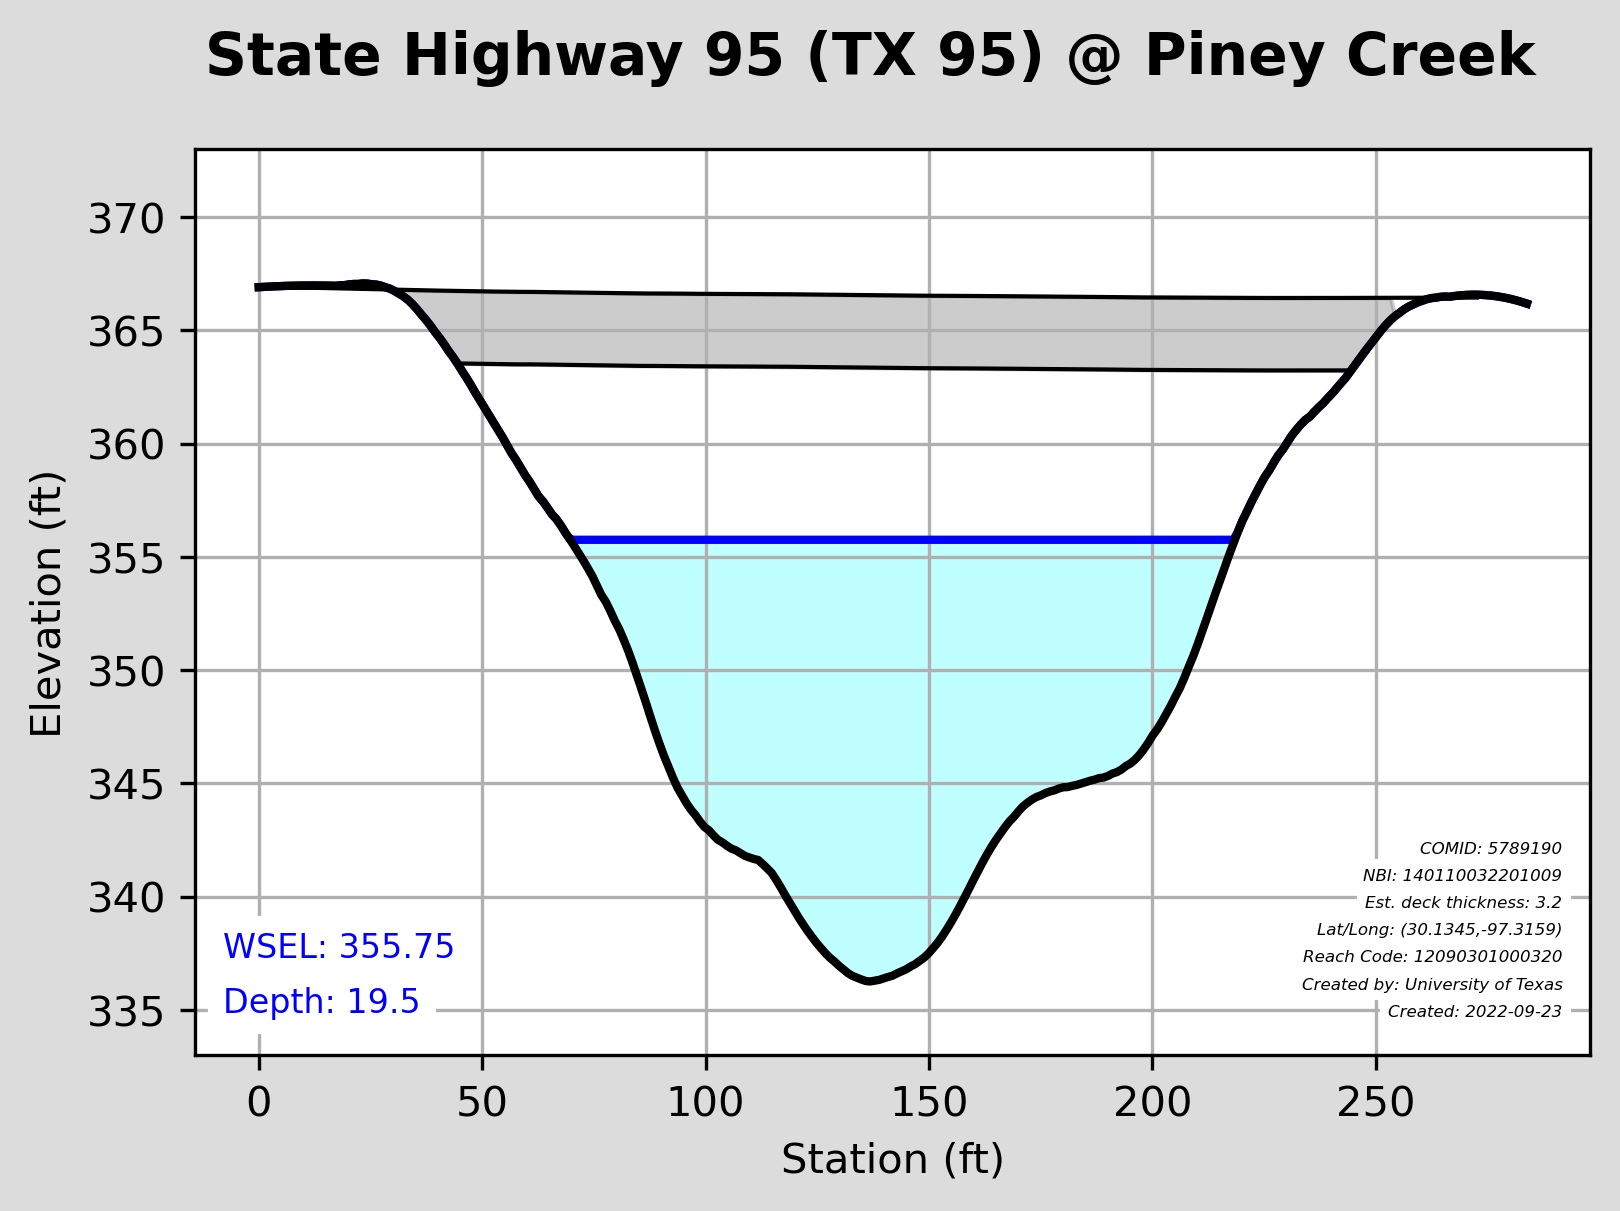 State Highway 95 (TX 95) @ Piney Creek
370
365
360
355
350
345
340
335
Elevation (ft)
WSEL: 355.75
Depth: 19.5
COMID: 5789190
NBI: 140110032201009
Est. deck thickness: 3.2
Lat/Long: (30.1345,-97.3159)
Reach Code: 12090301000320
Created by: University of Texas
Created: 2022-09-23
0 50 100 150 200 250
Station (ft)